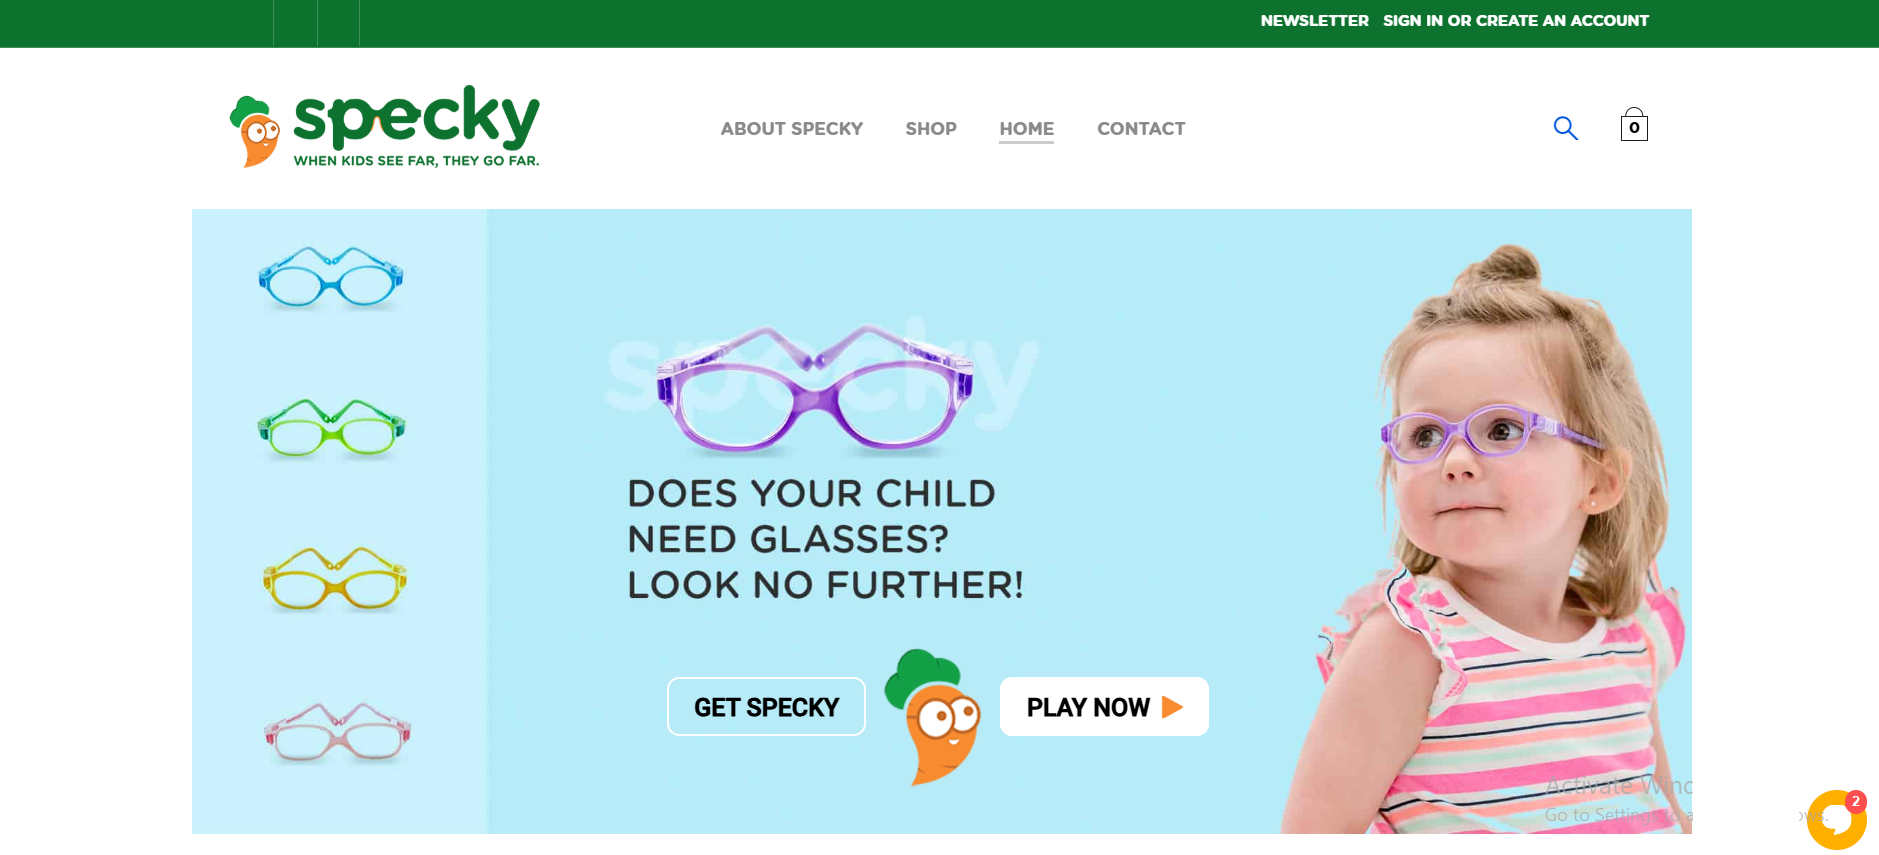 NEWSLETTER SIGN IN OR CREATE AN ACCOUNT
specky
WHEN KIDS SEE FAR, THEY GO FAR.
ABOUT SPECKY SHOP HOME CONTACT
0
specky
DOES YOUR CHILD
NEED GLASSES?
LOOK NO FURTHER!
GET SPECKY
PLAY NOW
Activate Wind
Go to Settings to a
ows.
2